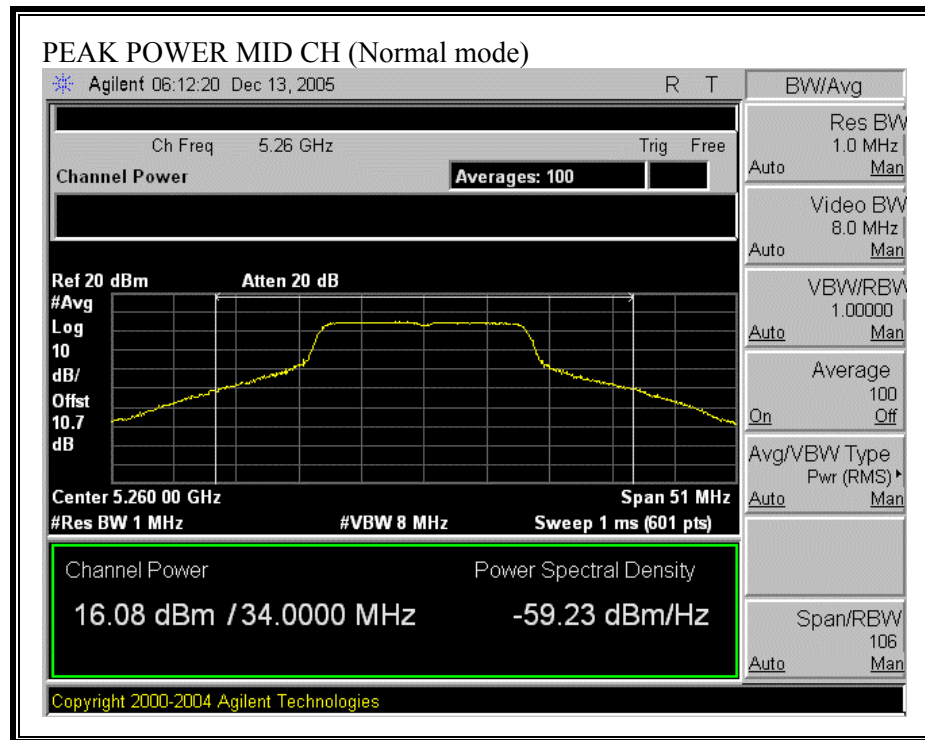 PEAK POWER MID CH (Normal mode)
Agilent 06:12:20 Dec 13, 2005 R T
Ch Freq 5.26 GHz Trig Free
Channel Power Averages: 100
Ref 20 dBm Atten 20 dB
#Avg
Log
10
dB/
Offst
10.7
dB
Center 5.260 00 GHz Span 51 MHz
#Res BW 1 MHz #VBW 8 MHz Sweep 1 ms (601 pts)
Channel Power Power Spectral Density
16.08 dBm / 34.0000 MHz -59.23 dBm/Hz
Copyright 2000-2004 Agilent Technologies
BW/Avg
Res BW
1.0 MHz
Auto Man
Video BW
8.0 MHz
Auto Man
VBW/RBW
1.00000
Auto Man
Average
100
On Off
Avg/VBW Type
Pwr (RMS)
Auto Man
Span/RBW
106
Auto Man